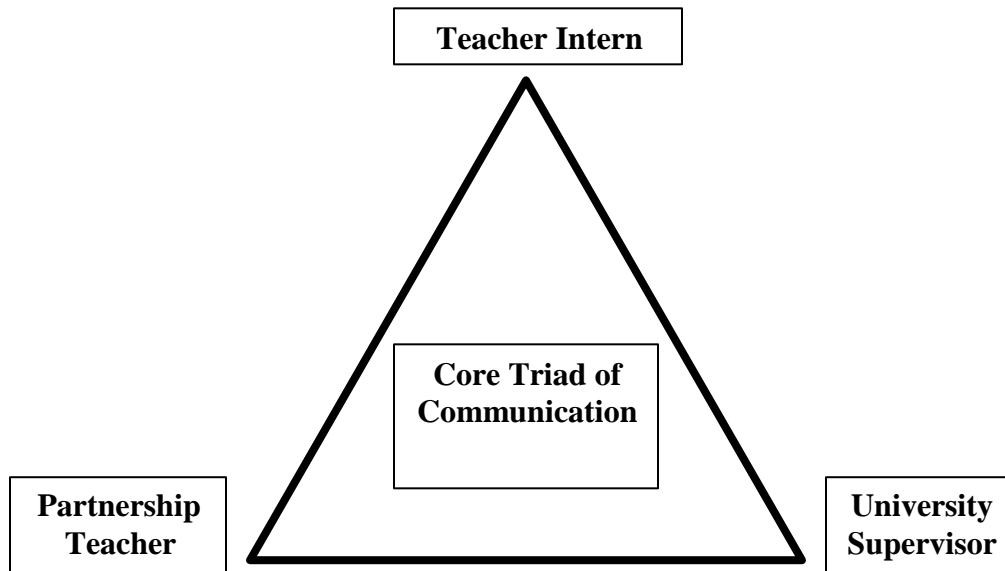 Teacher Intern
Core Triad of
Communication
Partnership
Teacher
University
Supervisor